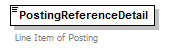 PostingReferenceDetail
Line Item of Posting